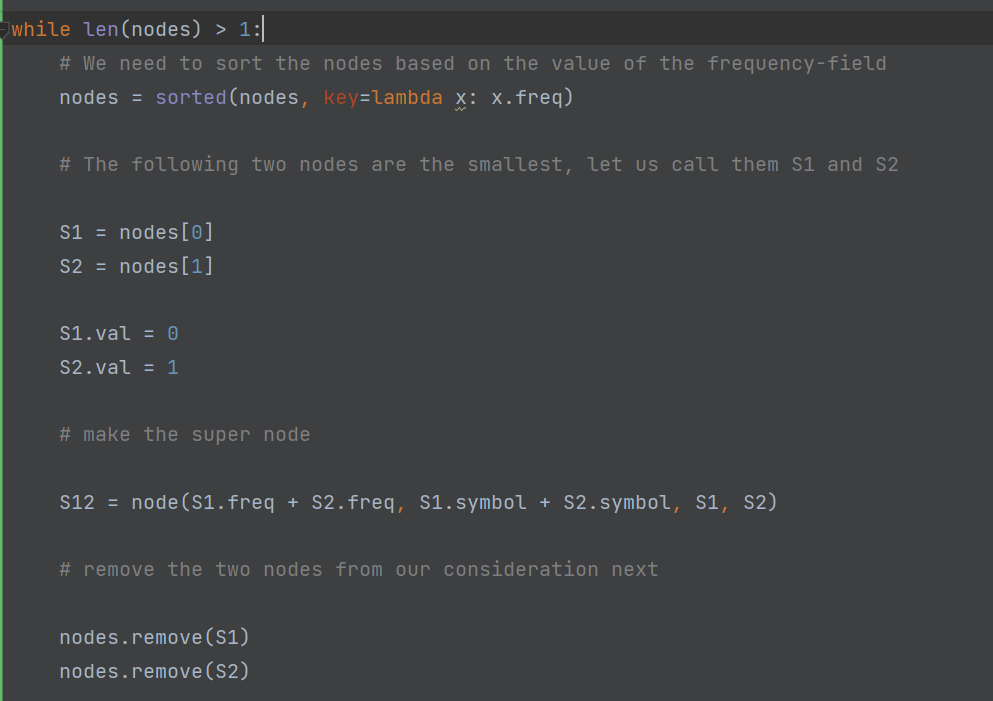 while len(nodes) > 1:
    # We need to sort the nodes based on the value of the frequency-field
    nodes = sorted(nodes, key=lambda x: x.freq)
    # The following two nodes are the smallest, let us call them S1 and S2
    S1 = nodes[0]
    S2 = nodes[1]
    S1.val = 0
    S2.val = 1
    # make the super node
    S12 = node(S1.freq + S2.freq, S1.symbol + S2.symbol, S1, S2)
    # remove the two nodes from our consideration next
    nodes.remove(S1)
    nodes.remove(S2)